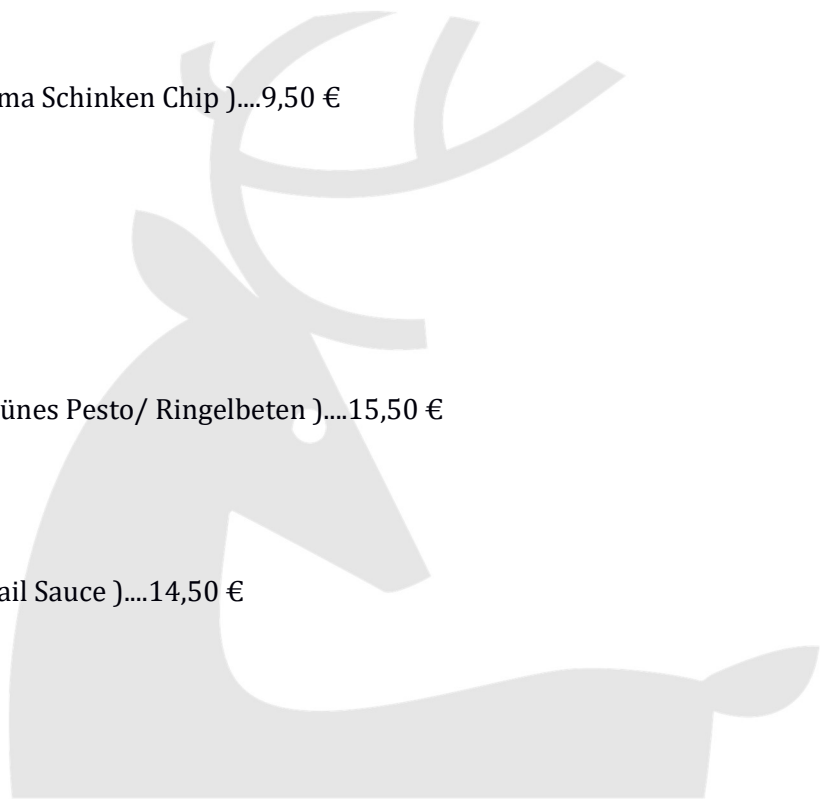 ma Schinken Chip )....9,50 €
ünes Pesto/ Ringelbeten )....15,50 €
ail Sauce )....14,50 €